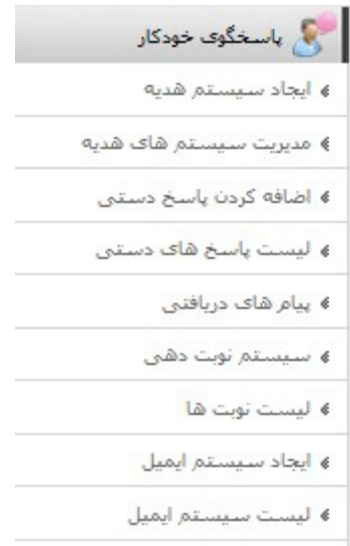 پاسخگوی خودکار
ایجاد سیستم هدیه
مدیریت سیستم های هدیه
اضافه کردن پاسخ دستی
لیست پاسخ های دستی
پیام های دریافتی
سیستم نوبت دهی
لیست نوبت ها
ایجاد سیستم ایمیل
لیست سیستم ایمیل